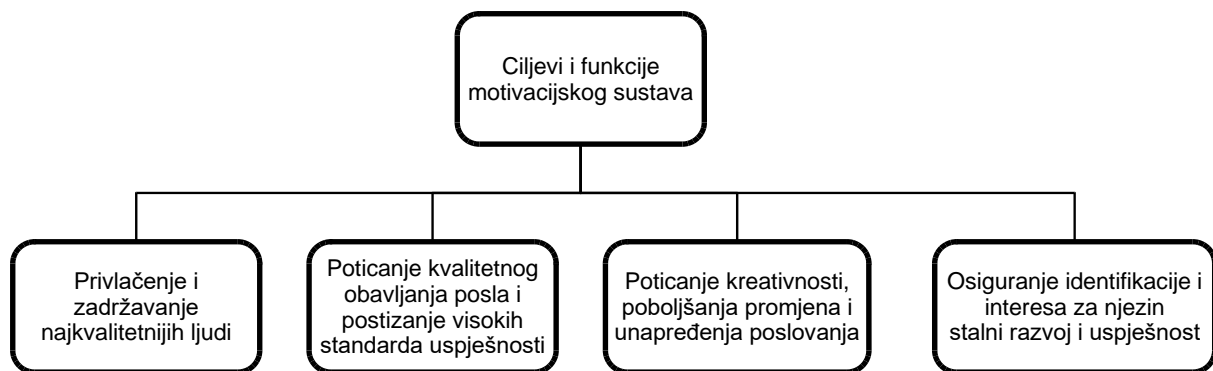 Ciljevi i funkcije
motivacijskog sustava
Privlačenje i
zadržavanje
najkvalitetnijih ljudi
Poticanje kvalitetnog
obavljanja posla i
postizanje visokih
standarda uspješnosti
Poticanje kreativnosti,
poboljšanja promjena i
unapređenja poslovanja
Osiguranje identifikacije i
interesa za njezin
stalni razvoj i uspješnost